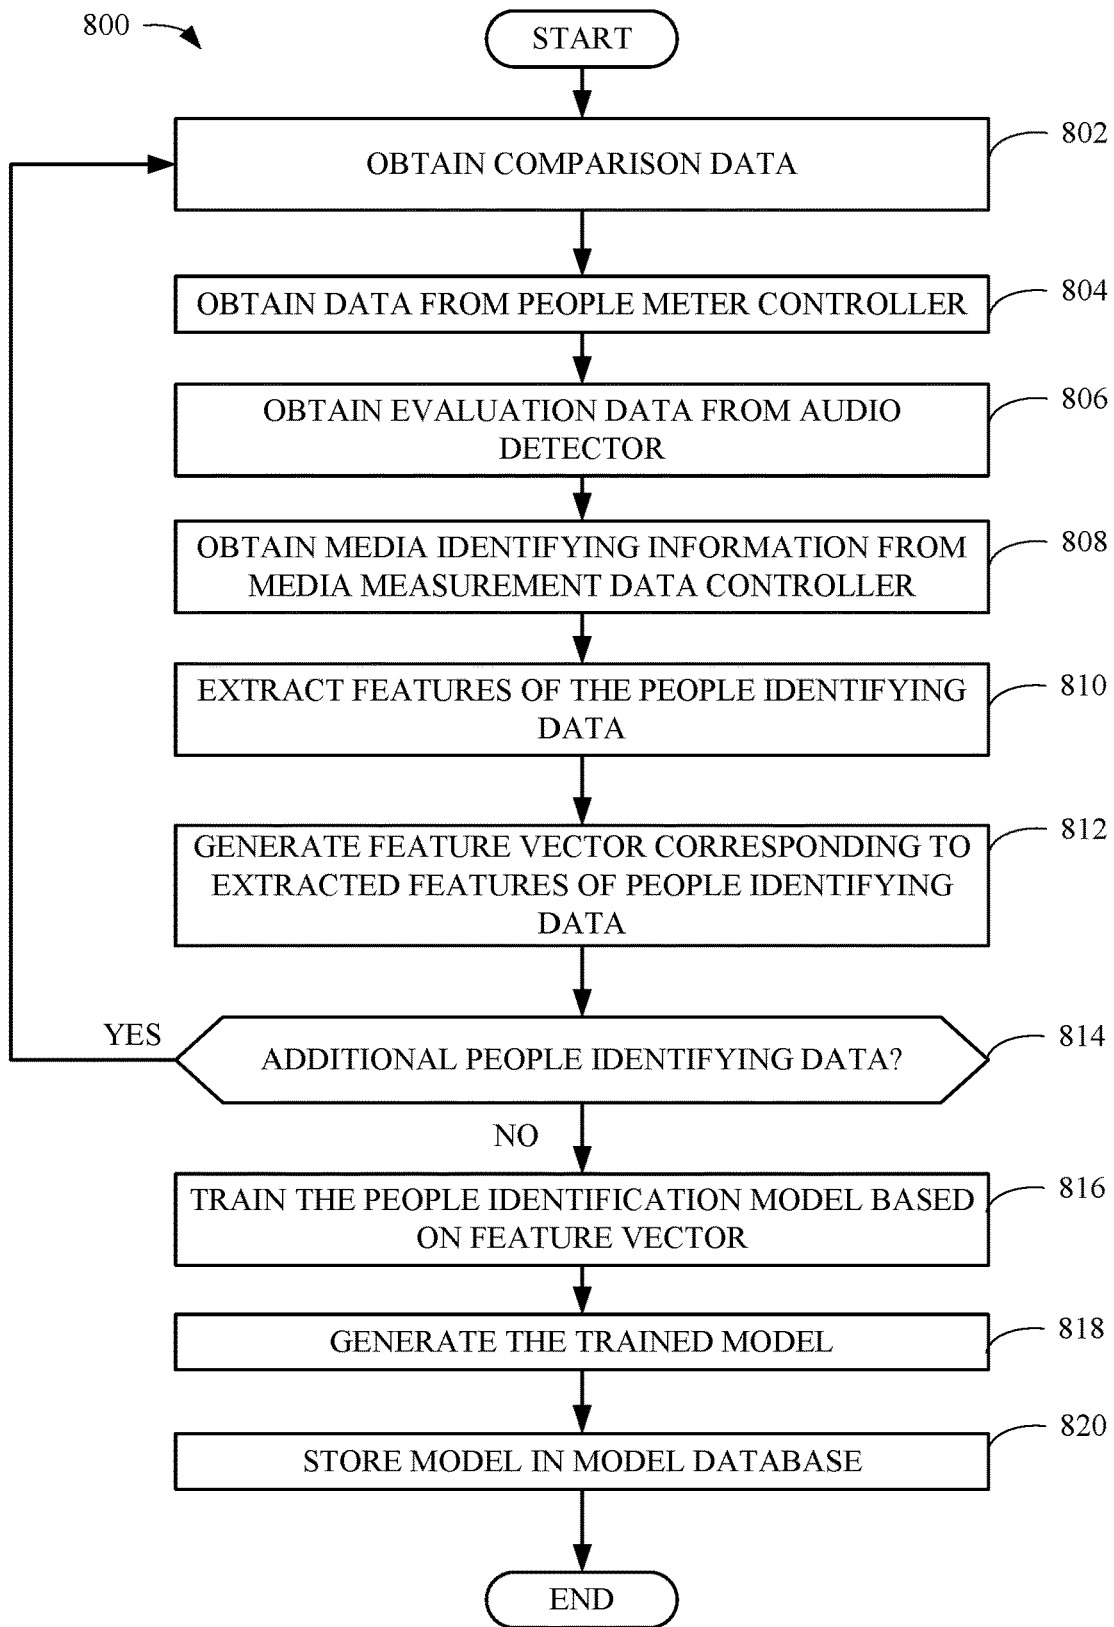 800
START
802
OBTAIN COMPARISON DATA
804
OBTAIN DATA FROM PEOPLE METER CONTROLLER
806
OBTAIN EVALUATION DATA FROM AUDIO
DETECTOR
808
OBTAIN MEDIA IDENTIFYING INFORMATION FROM
MEDIA MEASUREMENT DATA CONTROLLER
810
EXTRACT FEATURES OF THE PEOPLE IDENTIFYING
DATA
812
GENERATE FEATURE VECTOR CORRESPONDING TO
EXTRACTED FEATURES OF PEOPLE IDENTIFYING
DATA
YES
814
ADDITIONAL PEOPLE IDENTIFYING DATA?
NO
816
TRAIN THE PEOPLE IDENTIFICATION MODEL BASED
ON FEATURE VECTOR
818
GENERATE THE TRAINED MODEL
820
STORE MODEL IN MODEL DATABASE
END